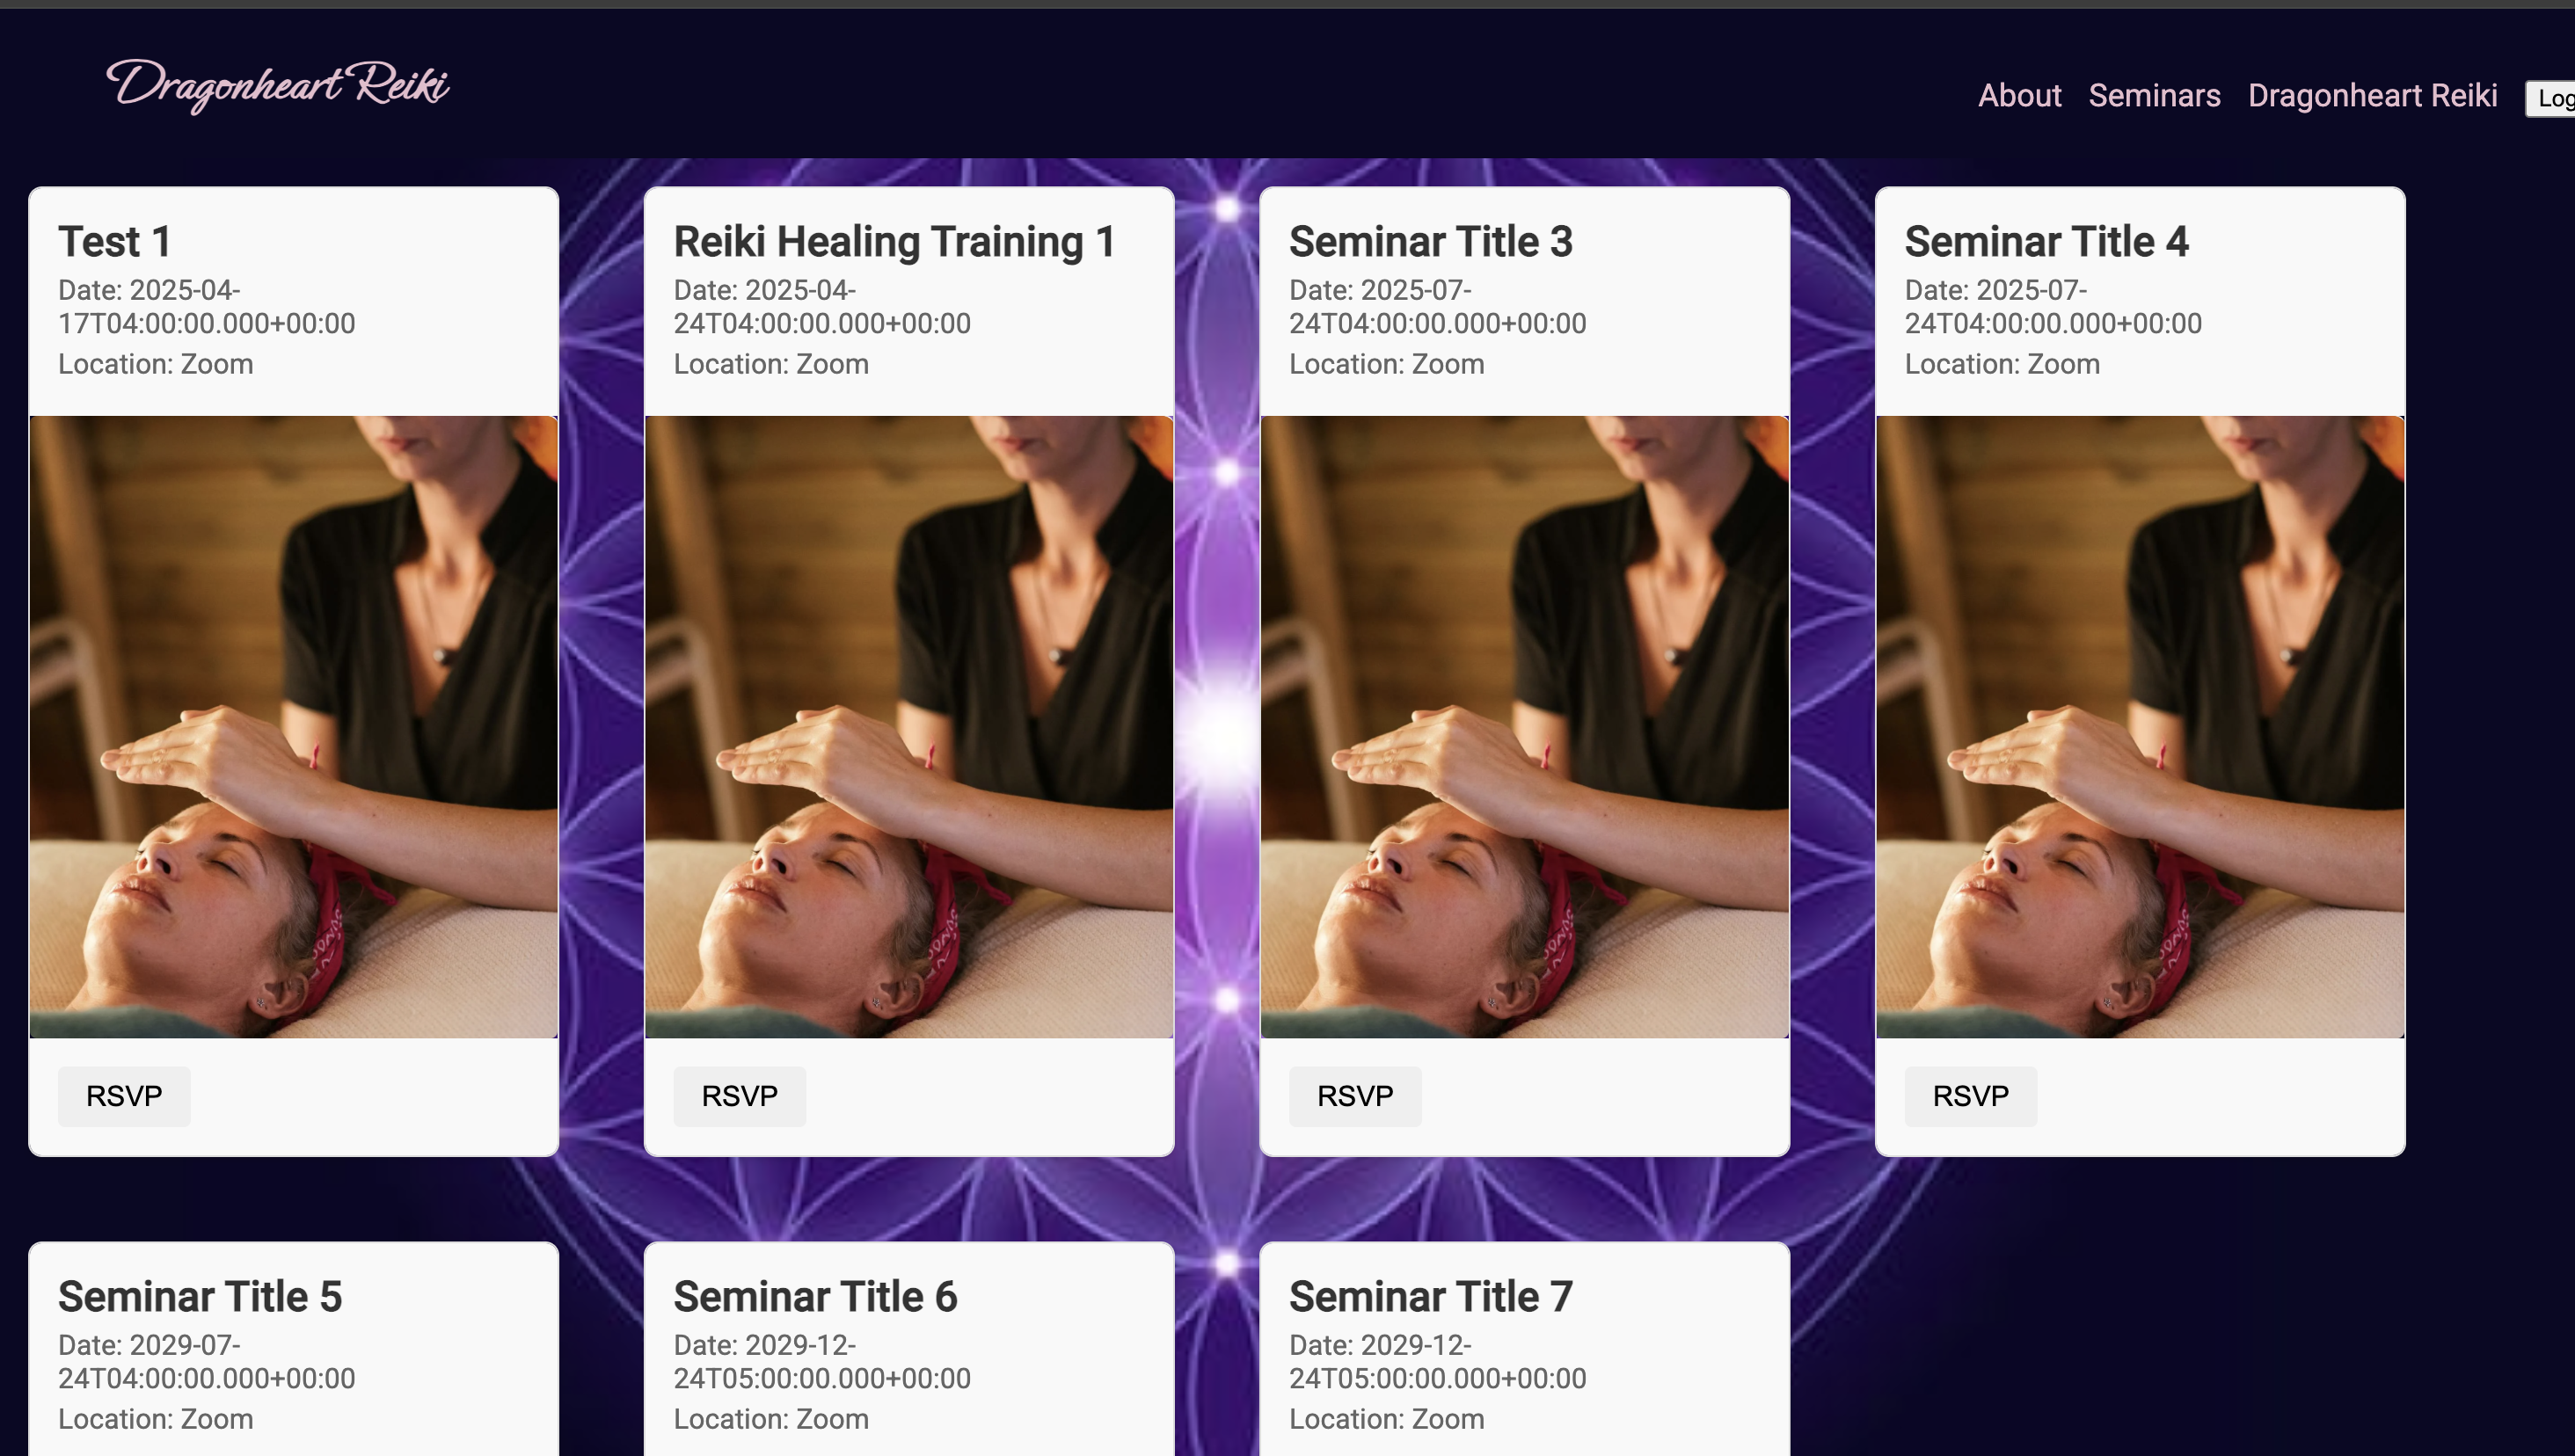 Dragonheart Reiki
About Seminars Dragonheart Reiki Log
Test 1
Date: 2025-04-
17T04:00:00.000+00:00
Location: Zoom
RSVP
Reiki Healing Training 1
Date: 2025-04-
24T04:00:00.000+00:00
Location: Zoom
RSVP
Seminar Title 3
Date: 2025-07-
24T04:00:00.000+00:00
Location: Zoom
RSVP
Seminar Title 4
Date: 2025-07-
24T04:00:00.000+00:00
Location: Zoom
RSVP
Seminar Title 5
Date: 2029-07-
24T04:00:00.000+00:00
Location: Zoom
Seminar Title 6
Date: 2029-12-
24T05:00:00.000+00:00
Location: Zoom
Seminar Title 7
Date: 2029-12-
24T05:00:00.000+00:00
Location: Zoom